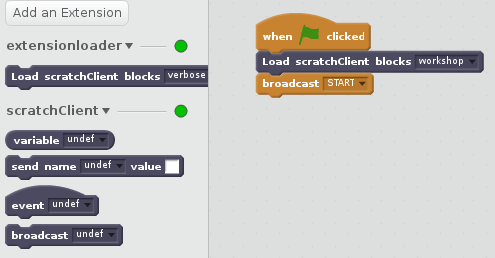 Add an Extension
extensionloader
Load scratchClient blocks verbose
scratchClient
variable undef
send name undef value
event undef
broadcast undef
when clicked
Load scratchClient blocks workshop
broadcast START